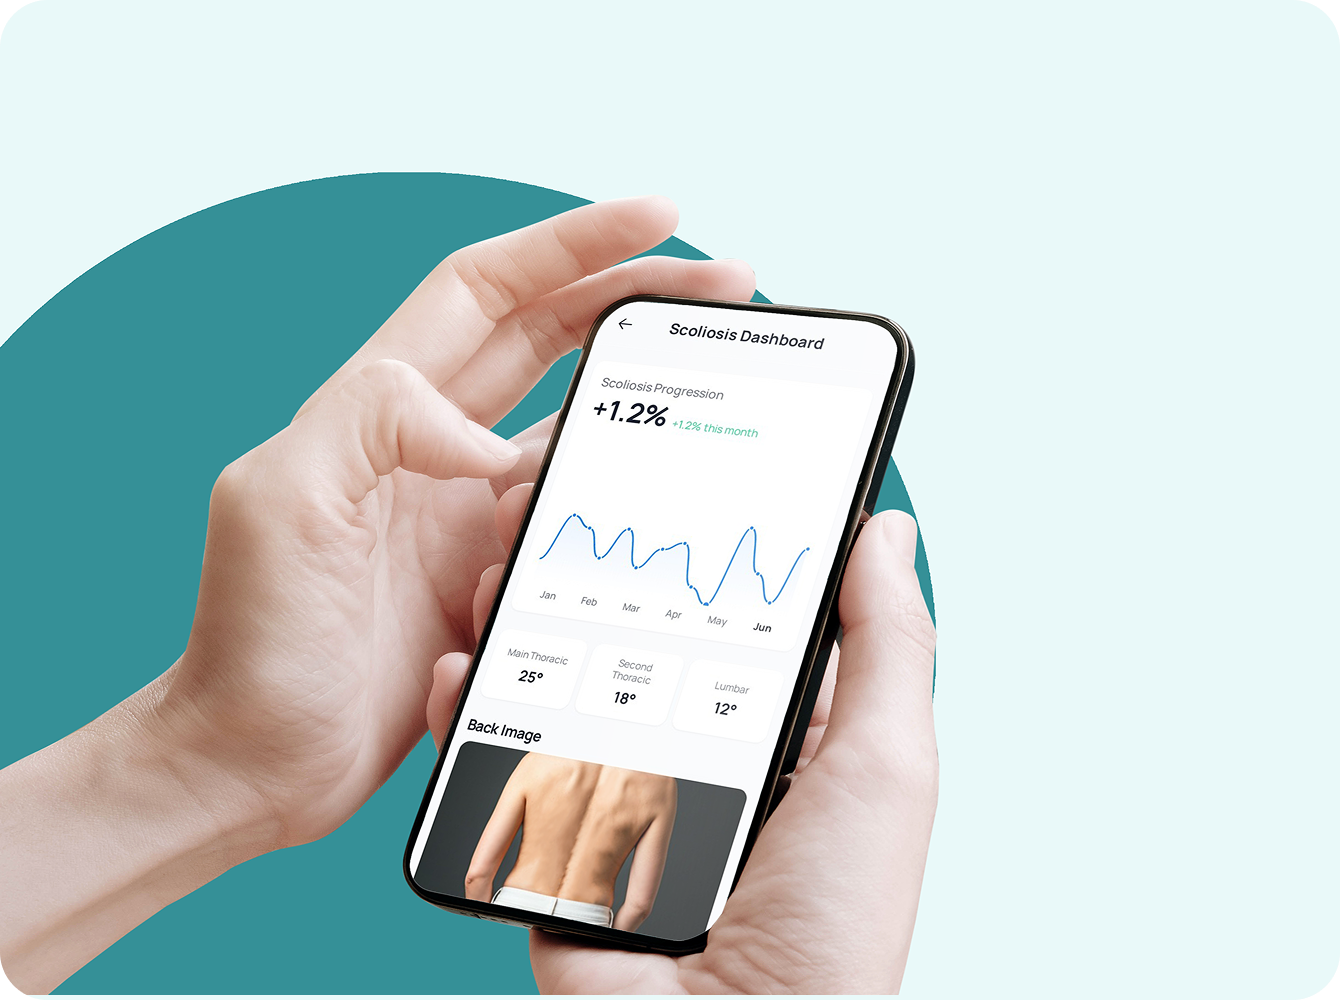 Scoliosis Dashboard
Scoliosis Progression
+1.2% +1.2% this month
Jan Feb Mar Apr May Jun
Main Thoracic
25°
Second
Thoracic
18°
Lumbar
12°
Back Image